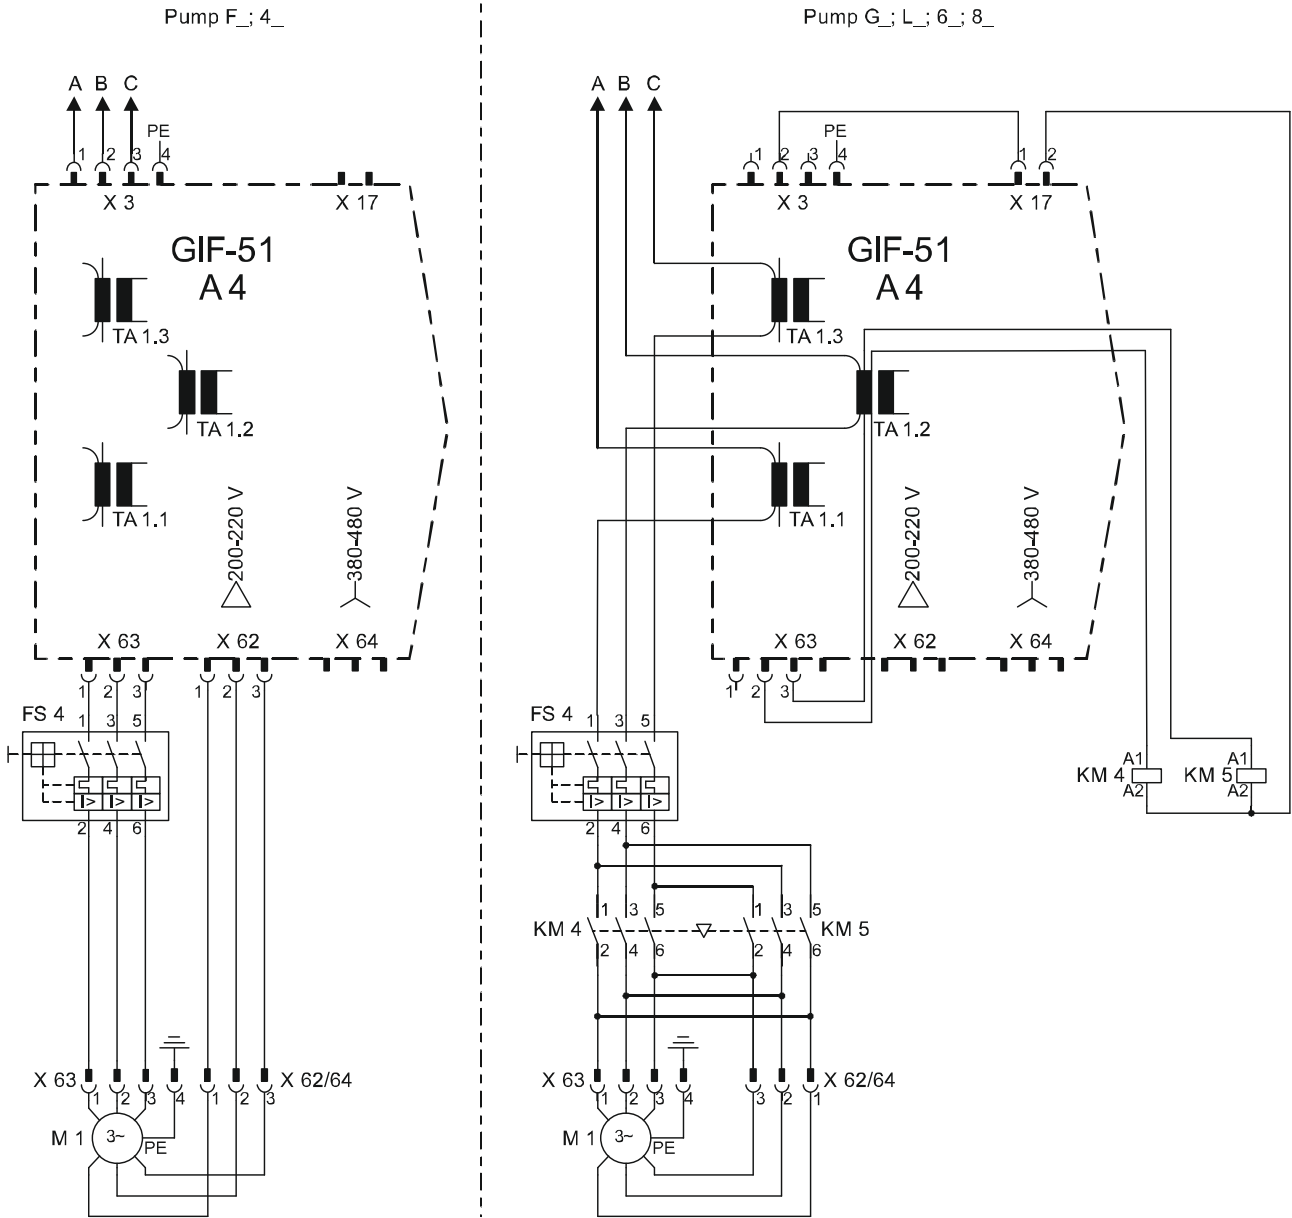 Pump F_; 4_
A B C
PE
1 2 3 4
X 3
X 17
GIF-51
A 4
TA 1.3
TA 1.2
TA 1.1
200-220 V
380-480 V
X 63
X 62
X 64
1 2 3 1 2 3
FS 4
1 3 5
I> I> I>
2 4 6
X 63
X 62/64
1 2 3 4 1 2 3
M 1
3~
PE
Pump G_; L_; 6_; 8_
A B C
PE
1 2 3 4 1 2
X 3
X 17
GIF-51
A 4
TA 1.3
TA 1.2
TA 1.1
200-220 V
380-480 V
X 63
X 62
X 64
1 2 3
FS 4
1 3 5
I> I> I>
2 4 6
KM 4 A1 A2
KM 5 A1 A2
1 3 5 1 3 5
KM 4
KM 5
2 4 6 2 4 6
X 63
X 62/64
1 2 3 4 3 2 1
M 1
3~
PE